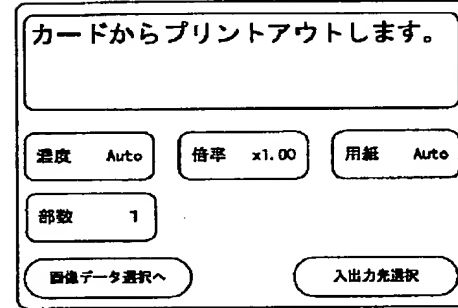 カードからプリントアウトします。
濃度 Auto 倍率 x1.00 用紙 Auto
部数 1
画像データ選択へ 入出力先選択